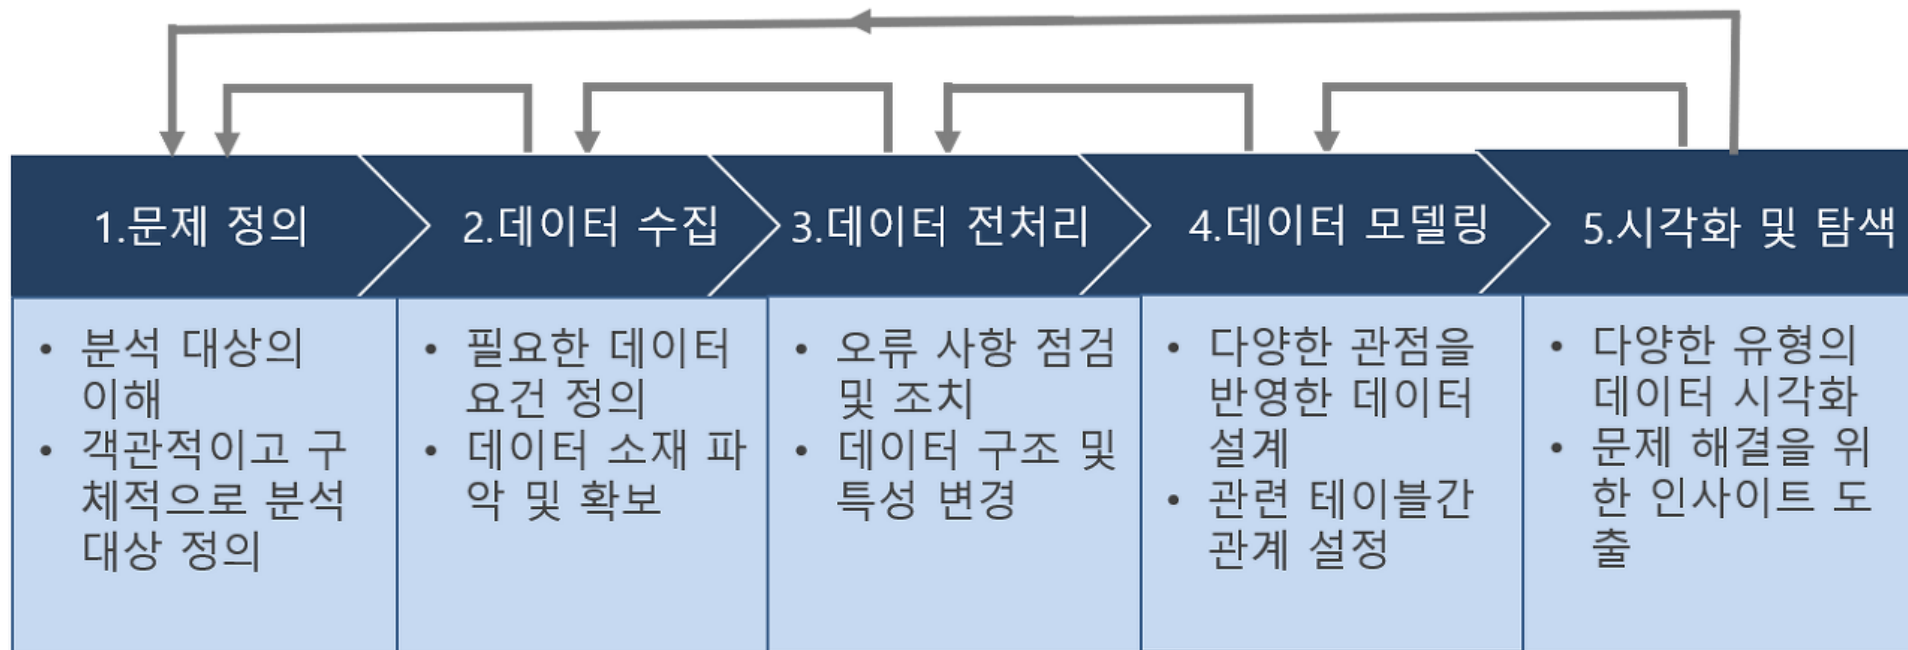 1.문제 정의
2.데이터 수집
3.데이터 전처리
4.데이터 모델링
5.시각화 및 탐색
• 분석 대상의
이해
• 객관적이고 구
체적으로 분석
대상 정의
• 필요한 데이터
요건 정의
• 데이터 소재 파
악 및 확보
• 오류 사항 점검
및 조치
• 데이터 구조 및
특성 변경
• 다양한 관점을
반영한 데이터
설계
• 관련 테이블간
관계 설정
• 다양한 유형의
데이터 시각화
• 문제 해결을 위
한 인사이트 도
출